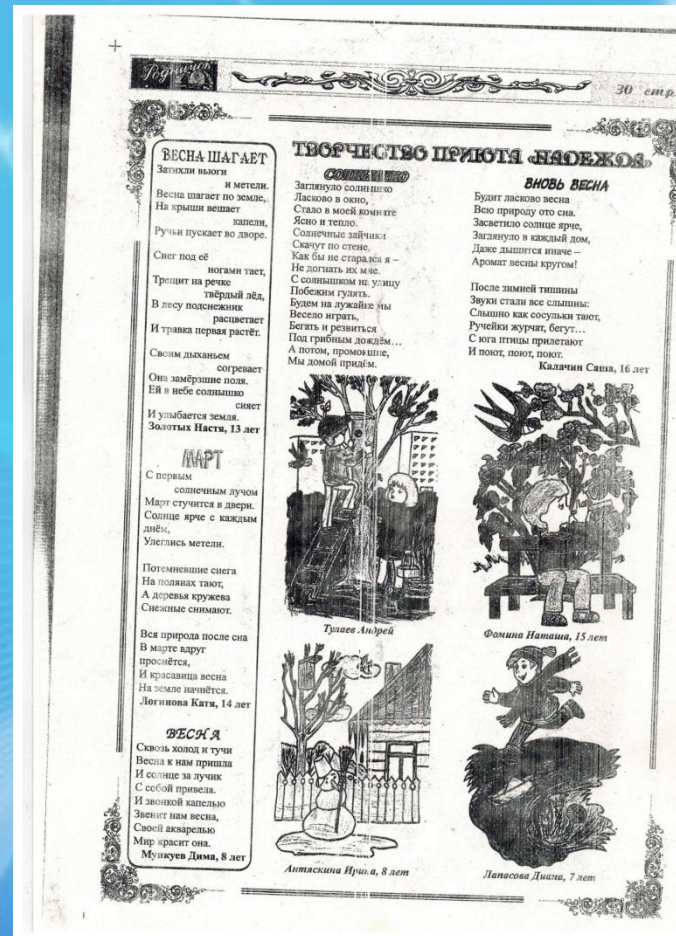 Родничок
30 стр.
ТВОРЧЕСТВО ПРИЮТА «НАДЕЖДА»
ВЕСНА ШАГАЕТ
Затихли вьюги
и метели.
Весна шагает по земле,
На крыши вешает
капели,
Ручьи пускает во дворе.
Снег под её
ногами тает,
Трещит на речке
твёрдый лёд,
В лесу подснежник
расцветает
И травка первая растёт.
Своим дыханьем
согревает
Она замёрзшие поля.
Ей в небе солнышко
сияет
И улыбается земля.
Золотых Настя, 13 лет
МАРТ
С первым
солнечным лучом
Март стучится в двери.
Солнце ярче с каждым
днём,
Улеглись метели.
Потемневшие снега
На полянах тают,
А деревья кружева
Снежные снимают.
Вся природа после сна
В марте вдруг
проснётся,
И красавица весна
На земле начнётся.
Логинова Катя, 14 лет
ВЕСНА
Сквозь холод и тучи
Весна к нам пришла
И солнце за лучик
С собой привела.
И звонкой капелью
Звенит нам весна,
Своей акварелью
Мир красит она.
Мункуев Дима, 8 лет
СОЛНЫШКО
Заглянуло солнышко
Ласково в окно,
Стало в моей комнате
Ясно и тепло.
Солнечные зайчики
Скачут по стене,
Как бы не старался я –
Не догнать их мне.
С солнышком на улицу
Побежим гулять.
Будем на лужайке мы
Весело играть,
Бегать и резвиться
Под грибным дождём…
А потом, промокшие,
Мы домой придём.
ВНОВЬ ВЕСНА
Будит ласково весна
Всю природу ото сна.
Засветило солнце ярче,
Заглянуло в каждый дом,
Даже дышится иначе –
Аромат весны кругом!
После зимней тишины
Звуки стали все слышны:
Слышно как сосульки тают,
Ручейки журчат, бегут…
С юга птицы прилетают
И поют, поют, поют.
Калачин Саша, 16 лет
Тулаев Андрей
Фомина Наташа, 15 лет
Антяскина Ирина, 8 лет
Лапасова Диана, 7 лет